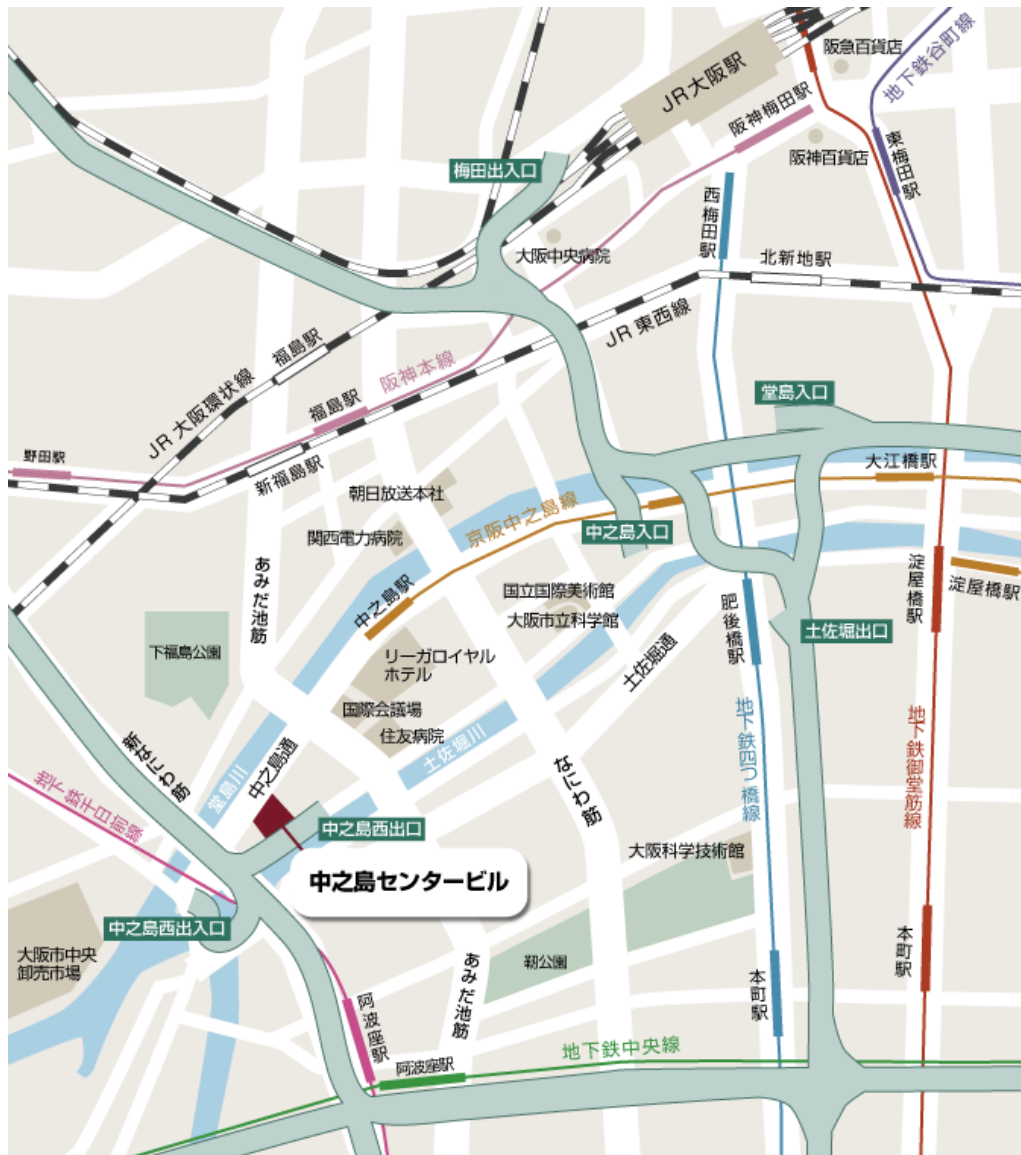 阪急百貨店
地下鉄谷町線
JR大阪駅
阪神梅田駅
阪神百貨店
東梅田駅
梅田出入口
西梅田駅
大阪中央病院
北新地駅
JR東西線
福島駅
阪神本線
JR大阪環状線
福島駅
堂島入口
野田駅
新福島駅
大江橋駅
朝日放送本社
京阪中之島線
中之島入口
関西電力病院
あみだ池筋
中之島駅
国立国際美術館
大阪市立科学館
淀屋橋駅
淀屋橋駅
肥後橋駅
土佐堀出口
下福島公園
リーガロイヤル
ホテル
土佐堀通
国際会議場
住友病院
土佐堀川
地下鉄四つ橋線
地下鉄御堂筋線
新なにわ筋
中之島通
堂島川
なにわ筋
地下鉄千日前線
中之島西出口
大阪科学技術館
中之島センタービル
中之島西出入口
大阪市中央
卸売市場
あみだ池筋
靭公園
本町駅
本町駅
阿波座駅
阿波座駅
地下鉄中央線